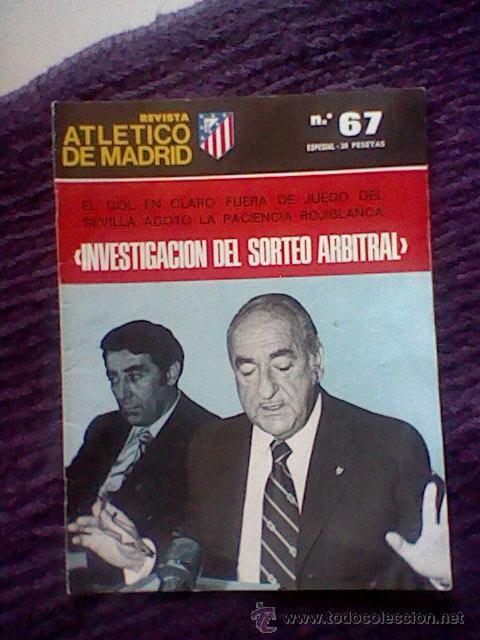 REVISTA
ATLETICO
DE MADRID
n.° 67
ESPECIAL-20 PESETAS
EL GOL EN CLARO FUERA DE JUEGO DEL
SEVILLA AGOTO LA PACIENCIA ROJIBLANCA
«INVESTIGACION DEL SORTEO ARBITRAL»
www.todocoleccion.net